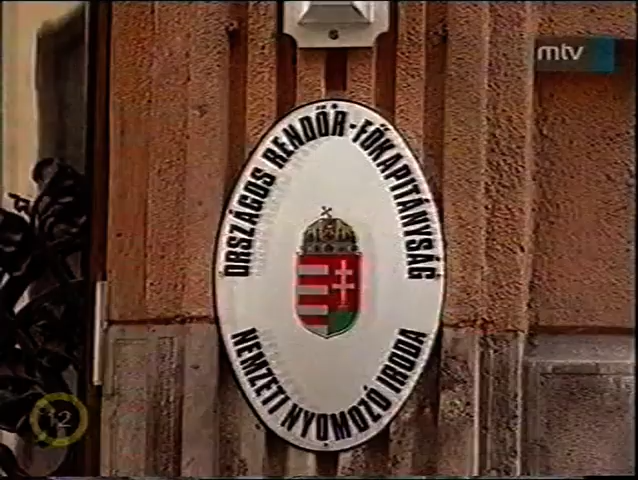 mtv
ORSZÁGOS RENDŐR-FŐKAPITÁNYSÁG
NEMZETI NYOMOZÓ IRODA
12